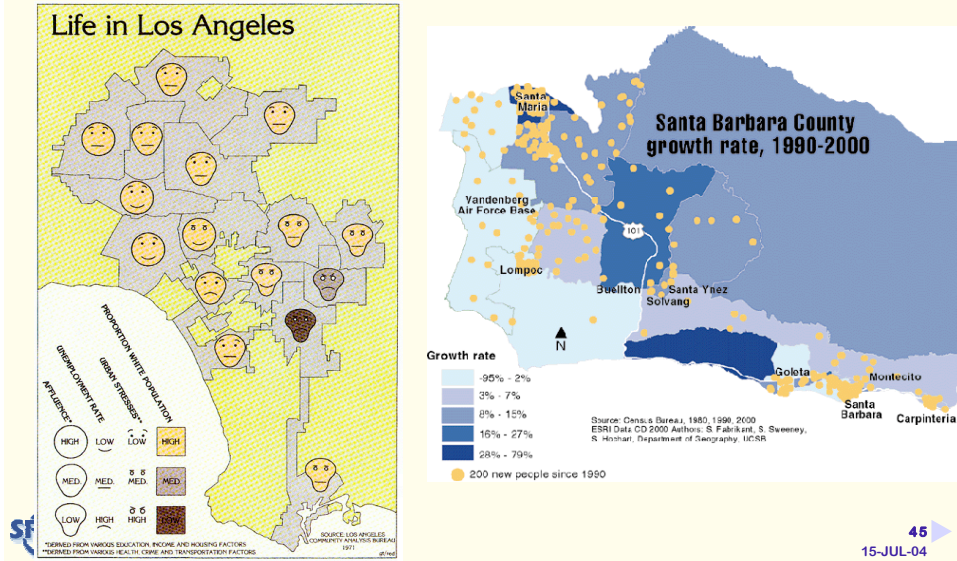 Life in Los Angeles
AFFLUENCE*
UNEMPLOYMENT RATE
URBAN STRESSES**
PROPORTION WHITE POPULATION
HIGH LOW LOW HIGH
MED. MED. MED. MED.
LOW HIGH HIGH LOW
*DERIVED FROM VARIOUS EDUCATION, INCOME AND HOUSING FACTORS
**DERIVED FROM VARIOUS HEALTH, CRIME AND TRANSPORTATION FACTORS
SOURCE: LOS ANGELES
COMMUNITY ANALYSIS BUREAU
1971
Santa Barbara County
growth rate, 1990-2000
Santa
Maria
Vandenberg
Air Force Base
101
Lompoc
Buellton
Santa Ynez
Solvang
N
Goleta
Montecito
Santa
Barbara
Carpinteria
Growth rate
-95% - 2%
3% - 7%
8% - 15%
16% - 27%
28% - 79%
200 new people since 1990
Source: Census Bureau, 1980, 1990, 2000
ESRI Data CD 2000 Authors: S. Fabrikant, S. Sweeney,
Department of Geography, UCSB
45
15-JUL-04